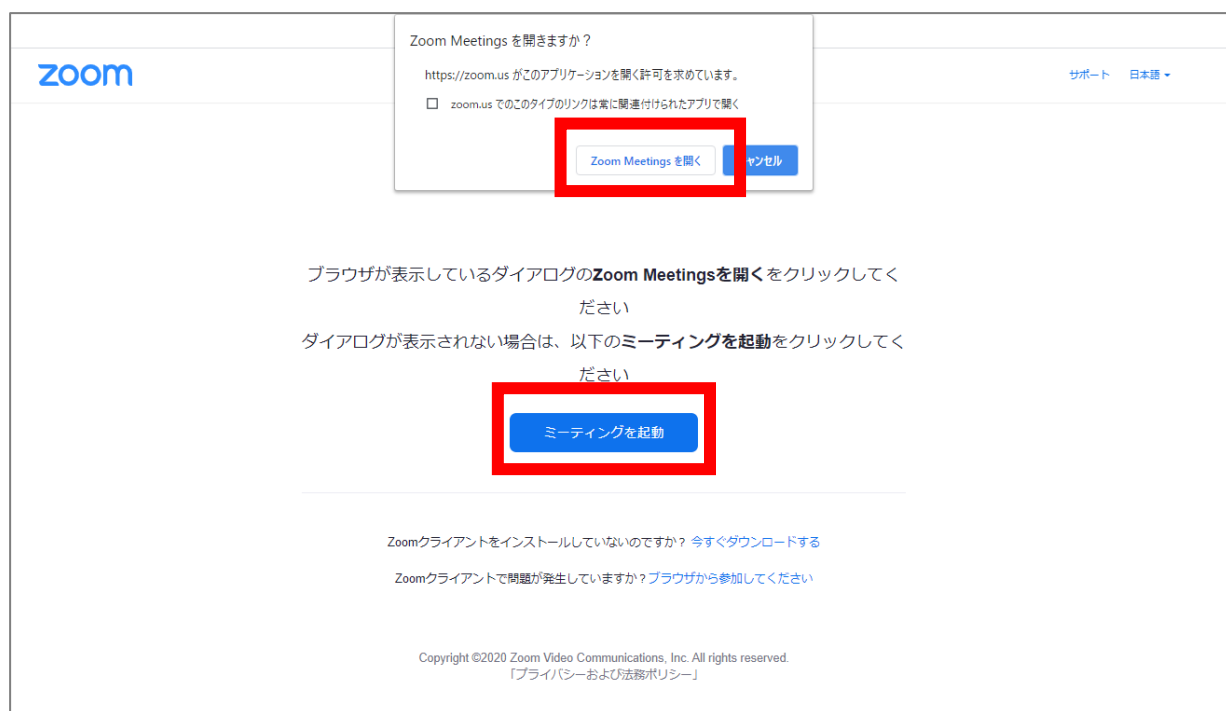 Zoom Meetings を開きますか？
https://zoom.us がこのアプリケーションを開く許可を求めています。
zoom.us でのこのタイプのリンクは常に関連付けられたアプリで開く
Zoom Meetings を開く
ャンセル
zoom
サポート 日本語
ブラウザが表示しているダイアログのZoom Meetingsを開くをクリックしてく
ださい
ダイアログが表示されない場合は、以下のミーティングを起動をクリックしてく
ださい
ミーティングを起動
Zoomクライアントをインストールしていないのですか？ 今すぐダウンロードする
Zoomクライアントで問題が発生していますか？ブラウザから参加してください
Copyright ©2020 Zoom Video Communications, Inc. All rights reserved.
「プライバシーおよび法務ポリシー」